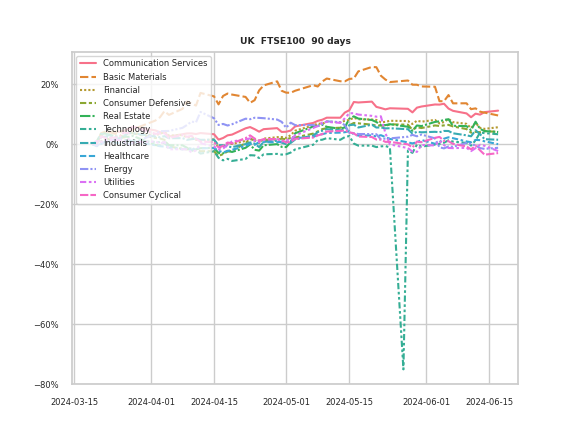 UK FTSE100 90 days
Communication Services
Basic Materials
Financial
Consumer Defensive
Real Estate
Technology
Industrials
Healthcare
Energy
Utilities
Consumer Cyclical
20%
0%
−20%
−40%
−60%
−80%
2024-03-15 2024-04-01 2024-04-15 2024-05-01 2024-05-15 2024-06-01 2024-06-15